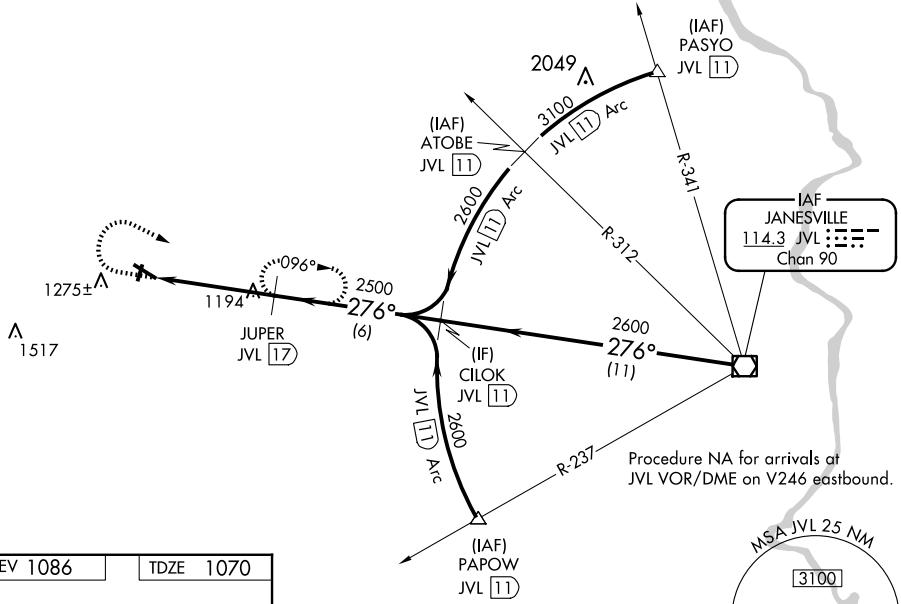 (IAF)
PASYO
JVL 11
2049
3100
JVL 11 Arc
(IAF)
ATOBE
JVL 11
R-341
2600
JVL 11 Arc
R-312
IAF
JANESVILLE
114.3 JVL
Chan 90
1275±
1194
096°
2500
276°
(6)
JUPER
JVL 17
1517
(IF)
CILOK
JVL 11
2600
276°
(11)
JVL 11 Arc
2600
R-237
Procedure NA for arrivals at
JVL VOR/DME on V246 eastbound.
(IAF)
PAPOW
JVL 11
EV 1086
TDZE 1070
MSA JVL 25 NM
3100